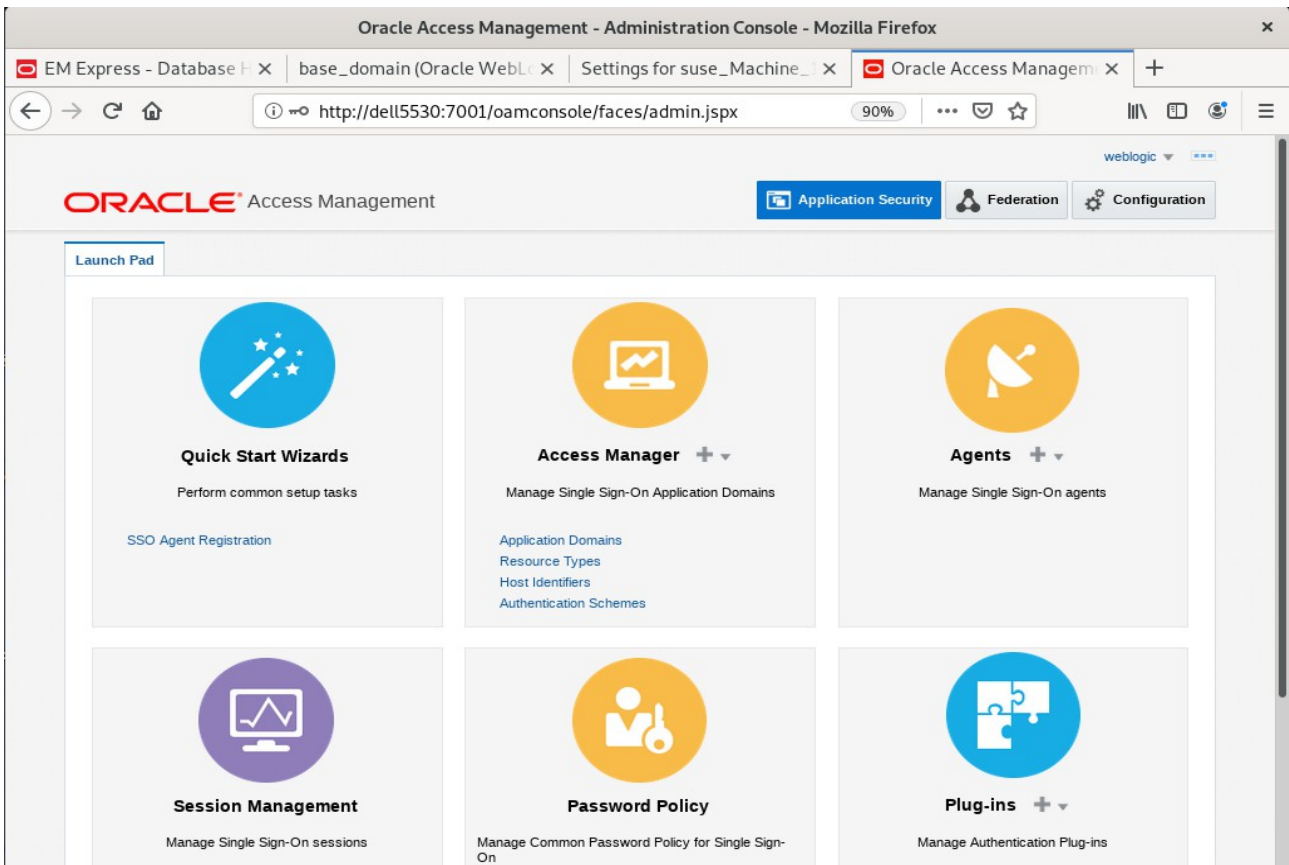 Oracle Access Management - Administration Console - Mozilla Firefox
EM Express - Database H
base_domain (Oracle WebLo
Settings for suse_Machine_1
Oracle Access Managem
http://dell5530:7001/oamconsole/faces/admin.jspx
90%
weblogic
ORACLE Access Management
Application Security
Federation
Configuration
Launch Pad
Quick Start Wizards
Perform common setup tasks
SSO Agent Registration
Access Manager
Manage Single Sign-On Application Domains
Application Domains
Resource Types
Host Identifiers
Authentication Schemes
Agents
Manage Single Sign-On agents
Session Management
Manage Single Sign-On sessions
Password Policy
Manage Common Password Policy for Single Sign-
On
Plug-ins
Manage Authentication Plug-ins